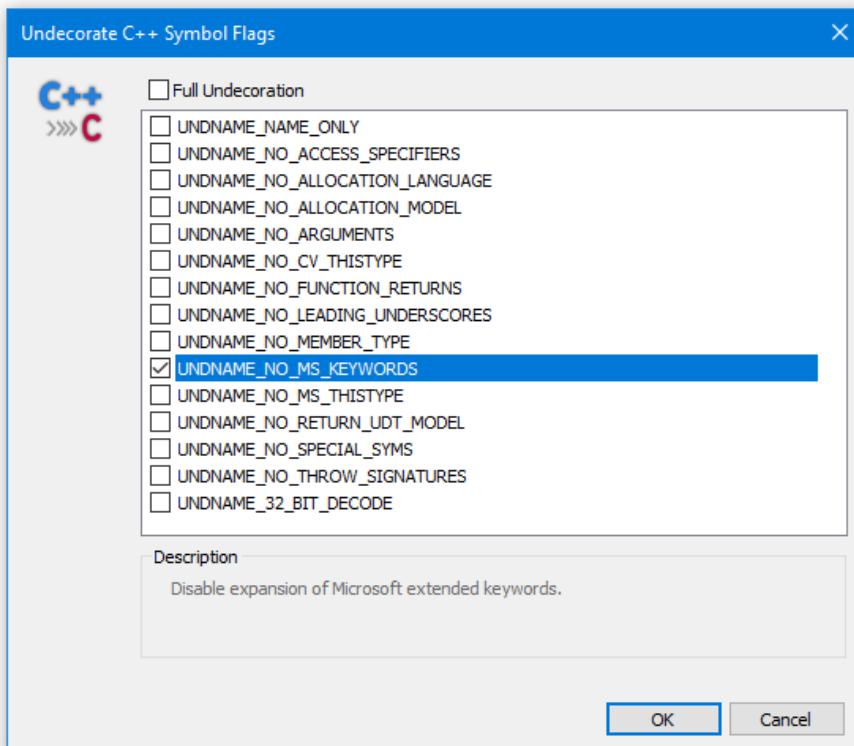 Undecorate C++ Symbol Flags
C++
»»» C
Full Undecoration
UNDNAME_NAME_ONLY
UNDNAME_NO_ACCESS_SPECIFIERS
UNDNAME_NO_ALLOCATION_LANGUAGE
UNDNAME_NO_ALLOCATION_MODEL
UNDNAME_NO_ARGUMENTS
UNDNAME_NO_CV_THISTYPE
UNDNAME_NO_FUNCTION_RETURNS
UNDNAME_NO_LEADING_UNDERSCORES
UNDNAME_NO_MEMBER_TYPE
UNDNAME_NO_MS_KEYWORDS
UNDNAME_NO_MS_THISTYPE
UNDNAME_NO_RETURN_UDT_MODEL
UNDNAME_NO_SPECIAL_SYMS
UNDNAME_NO_THROW_SIGNATURES
UNDNAME_32_BIT_DECODE
Description
Disable expansion of Microsoft extended keywords.
OK Cancel